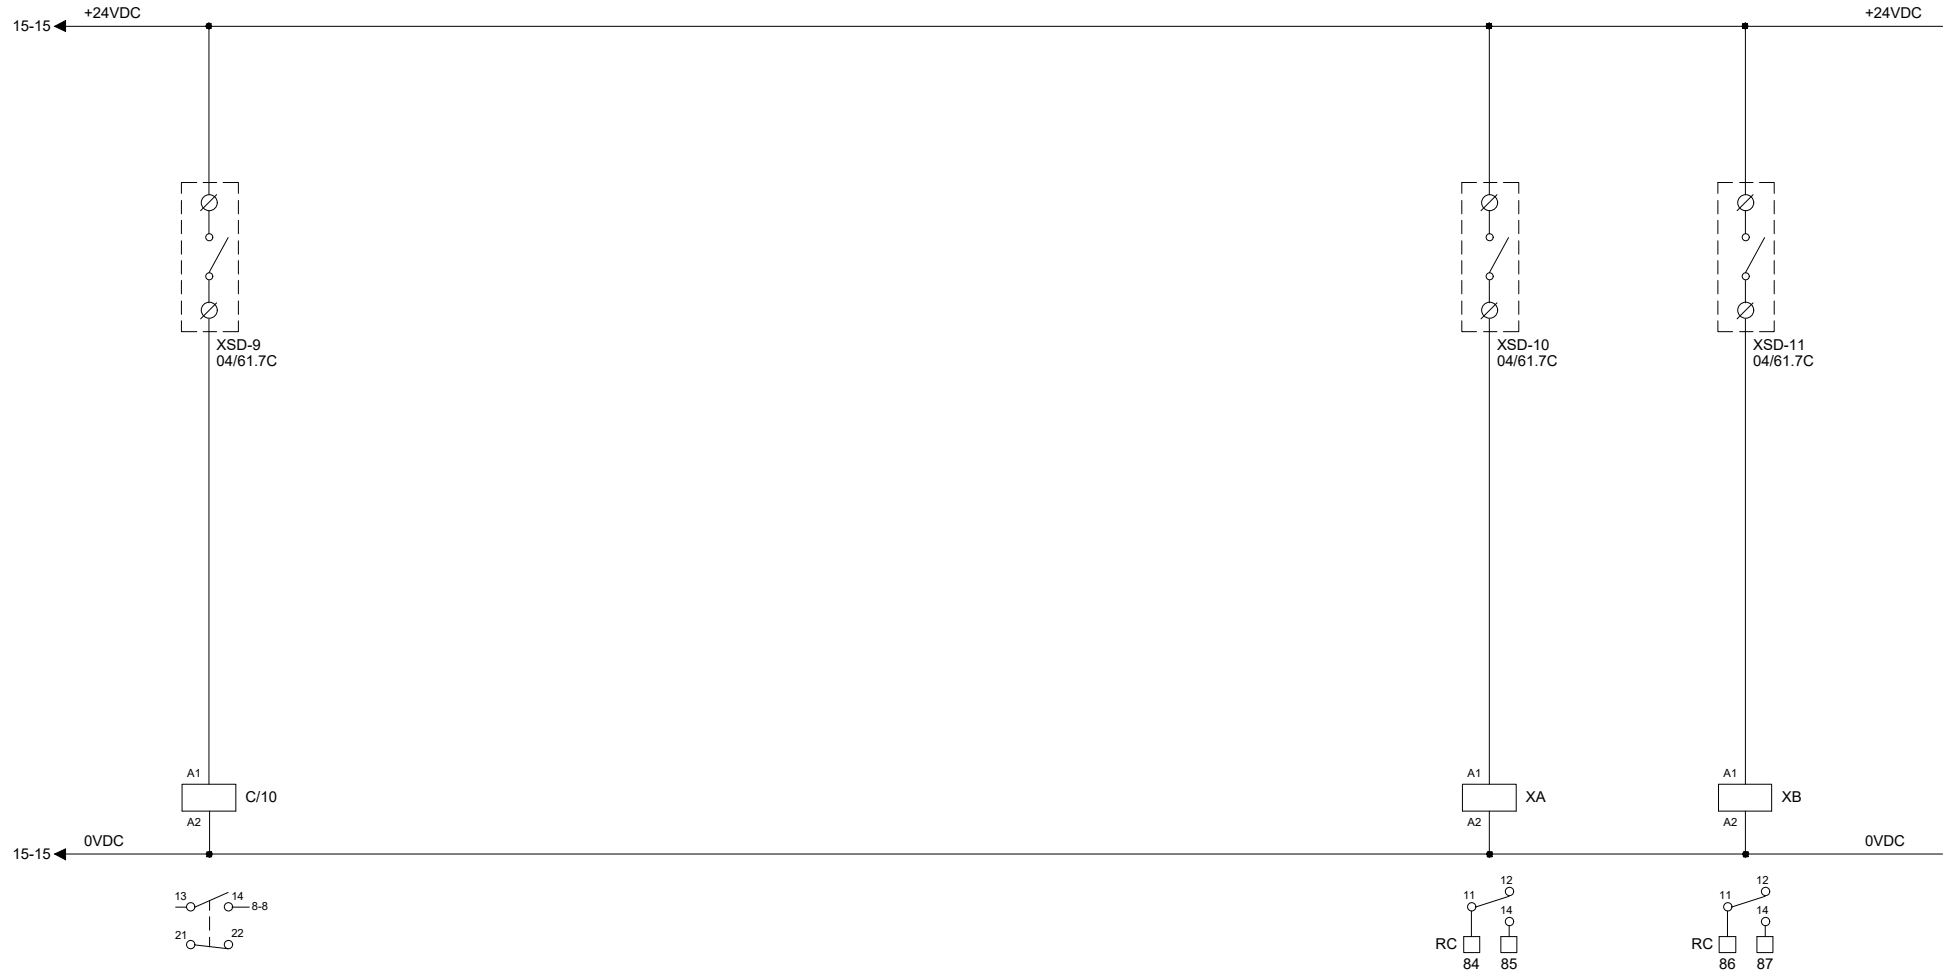 +24VDC
+24VDC
15-15
XSD-9
04/61.7C
XSD-10
04/61.7C
XSD-11
04/61.7C
A1
A1
A1
C/10
XA
XB
A2
A2
A2
0VDC
0VDC
15-15
13
14
8-8
21
22
12
11
14
RC
84
85
12
11
14
RC
86
87